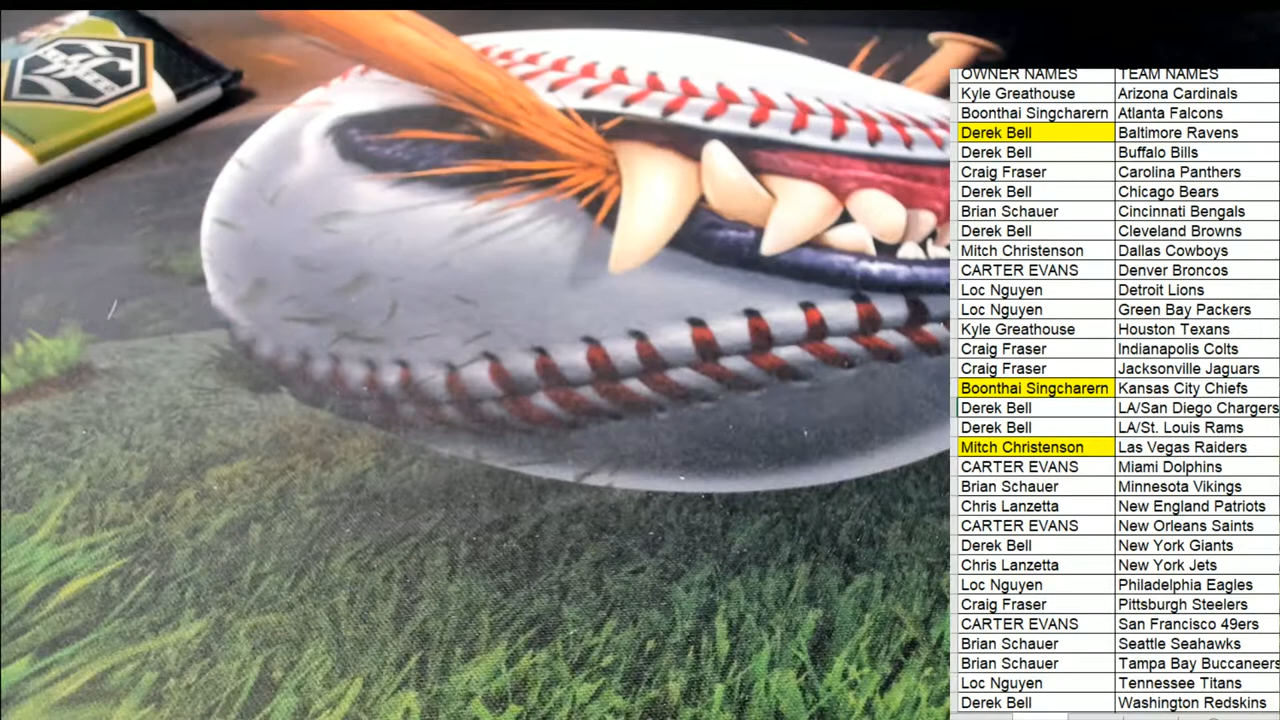 OWNER NAMES TEAM NAMES
Kyle Greathouse Arizona Cardinals
Boonthai Singcharern Atlanta Falcons
Derek Bell Baltimore Ravens
Derek Bell Buffalo Bills
Craig Fraser Carolina Panthers
Derek Bell Chicago Bears
Brian Schauer Cincinnati Bengals
Derek Bell Cleveland Browns
Mitch Christenson Dallas Cowboys
CARTER EVANS Denver Broncos
Loc Nguyen Detroit Lions
Loc Nguyen Green Bay Packers
Kyle Greathouse Houston Texans
Craig Fraser Indianapolis Colts
Craig Fraser Jacksonville Jaguars
Boonthai Singcharern Kansas City Chiefs
Derek Bell LA/San Diego Chargers
Derek Bell LA/St. Louis Rams
Mitch Christenson Las Vegas Raiders
CARTER EVANS Miami Dolphins
Brian Schauer Minnesota Vikings
Chris Lanzetta New England Patriots
CARTER EVANS New Orleans Saints
Derek Bell New York Giants
Chris Lanzetta New York Jets
Loc Nguyen Philadelphia Eagles
Craig Fraser Pittsburgh Steelers
CARTER EVANS San Francisco 49ers
Brian Schauer Seattle Seahawks
Brian Schauer Tampa Bay Buccaneers
Loc Nguyen Tennessee Titans
Derek Bell Washington Redskins